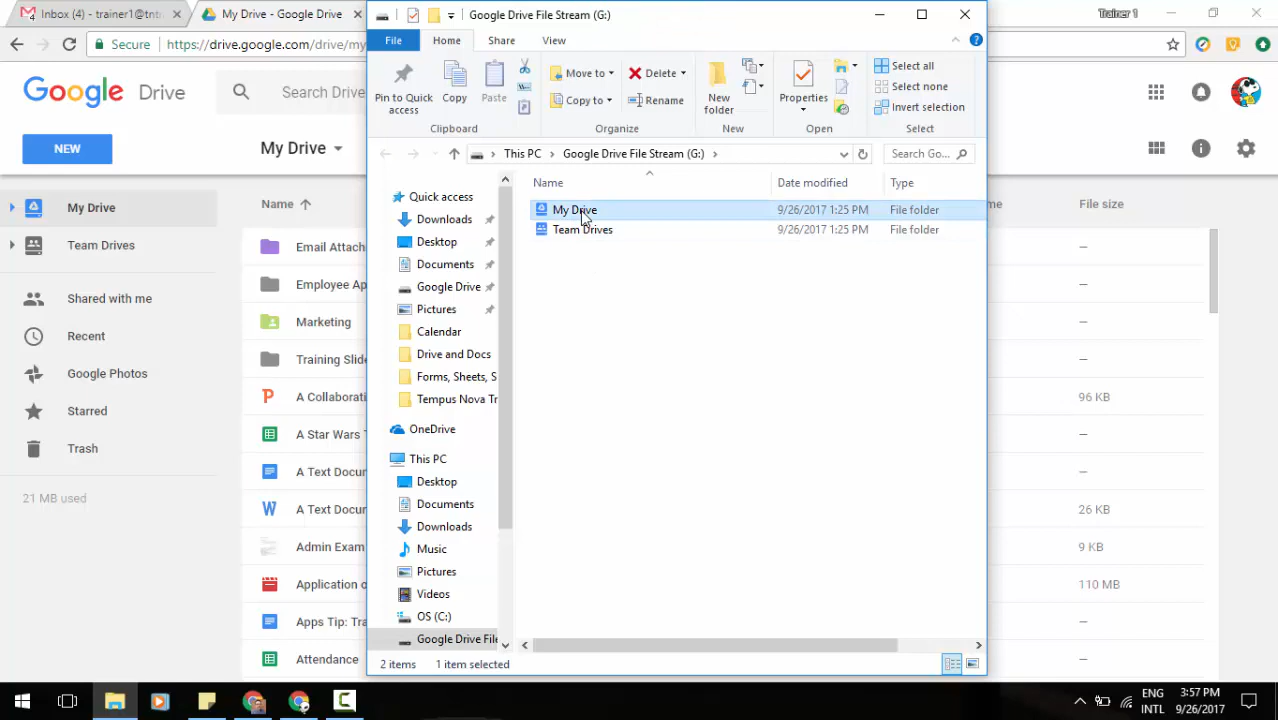 Inbox (4) - trainer1@tnt
My Drive - Google Drive
Google Drive File Stream (G:)
Trainer 1
Secure
https://drive.google.com/drive/my
File
Home
Share
View
Google Drive
Search Drive
Pin to Quick access
Copy
Paste
Move to
Copy to
Delete
Rename
New folder
Properties
Select all
Select none
Invert selection
Clipboard
Organize
New
Open
Select
NEW
My Drive
This PC > Google Drive File Stream (G:) >
Search Go...
My Drive
Team Drives
Shared with me
Recent
Google Photos
Starred
Trash
21 MB used
Name
Email Attach
Employee Ap
Marketing
Training Slide
A Collabora
A Star Wars
A Text Docu
A Text Docu
Admin Exam
Application o
Apps Tip: Tra
Attendance
Quick access
Downloads
Desktop
Documents
Google Drive
Pictures
Calendar
Drive and Docs
Forms, Sheets, S
Tempus Nova Tr
OneDrive
This PC
Desktop
Documents
Downloads
Music
Pictures
Videos
OS (C:)
Google Drive File
Name
Date modified
Type
My Drive
9/26/2017 1:25 PM
File folder
Team Drives
9/26/2017 1:25 PM
File folder
2 items
1 item selected
me
File size
–
–
–
–
96 KB
–
–
26 KB
9 KB
110 MB
–
–
ENG
INTL
3:57 PM
9/26/2017